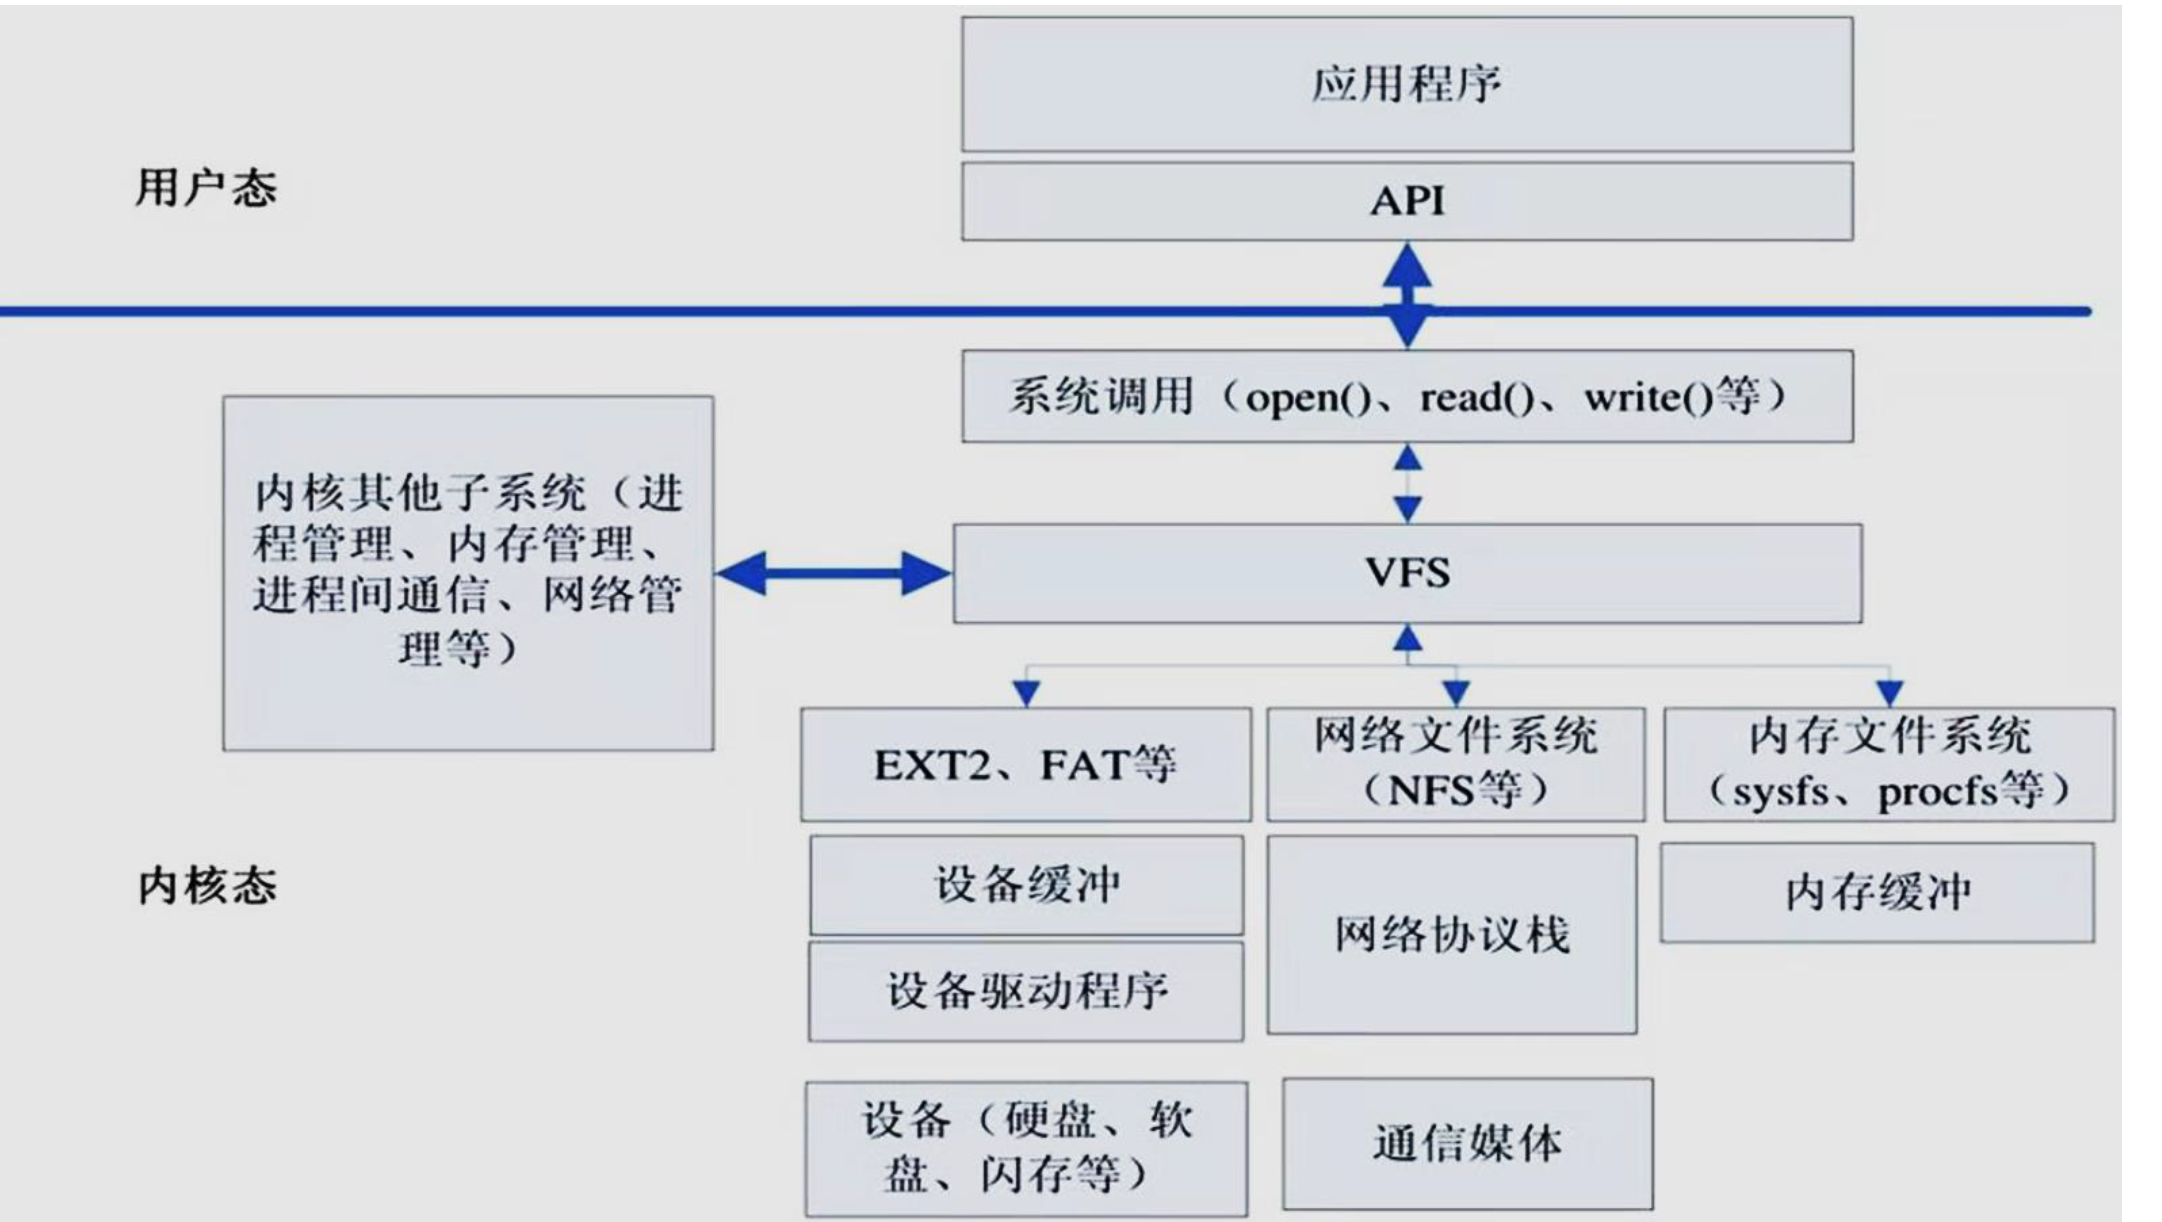 应用程序
用户态
API
系统调用（open()、read()、write()等）
内核其他子系统（进
程管理、内存管理、
进程间通信、网络管
理等）
VFS
EXT2、FAT等
网络文件系统
（NFS等）
内存文件系统
（sysfs、procfs等）
内核态
设备缓冲
网络协议栈
内存缓冲
设备驱动程序
设备（硬盘、软
盘、闪存等）
通信媒体